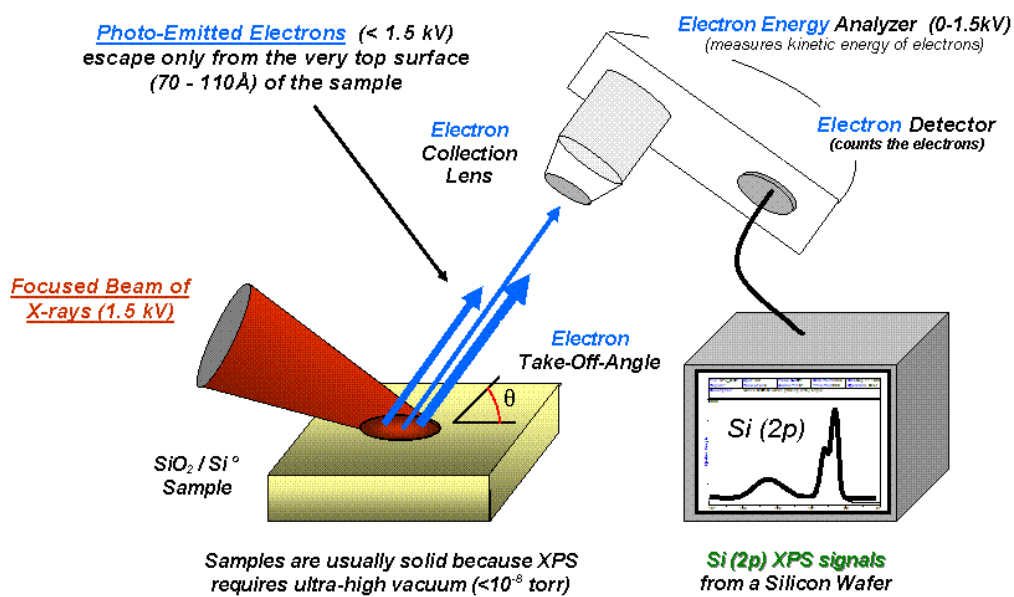 Photo-Emitted Electrons (< 1.5 kV)
escape only from the very top surface
(70 - 110Å) of the sample
Electron Energy Analyzer (0-1.5kV)
(measures kinetic energy of electrons)
Electron
Collection
Lens
Electron Detector
(counts the electrons)
Focused Beam of
X-rays (1.5 kV)
Electron
Take-Off-Angle
θ
SiO₂ / Si °
Sample
Si (2p)
Samples are usually solid because XPS
requires ultra-high vacuum (<10⁻⁸ torr)
Si (2p) XPS signals
from a Silicon Wafer